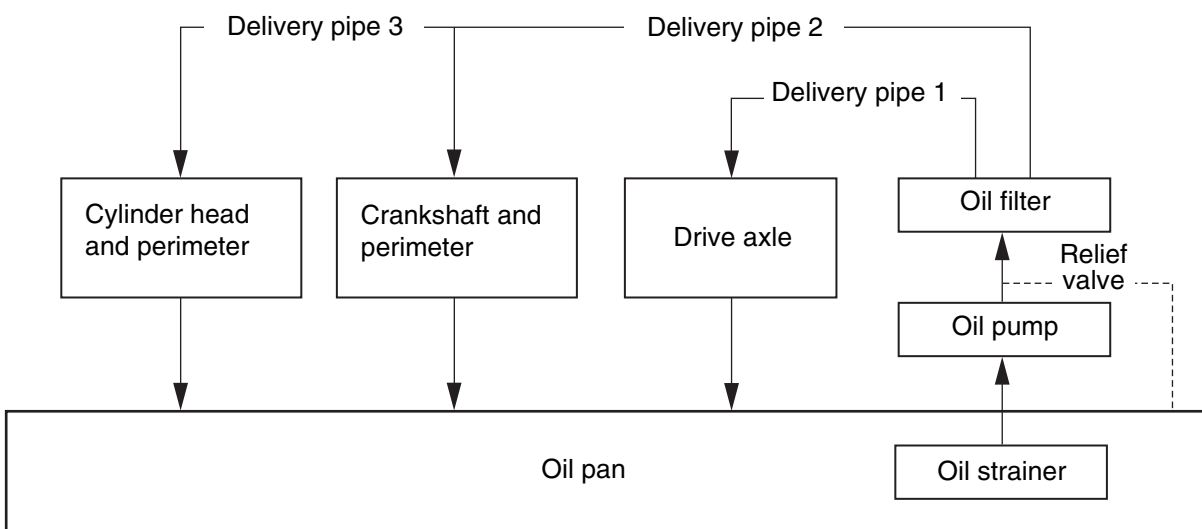 Delivery pipe 3
Delivery pipe 2
Delivery pipe 1
Cylinder head
and perimeter
Crankshaft and
perimeter
Drive axle
Oil filter
Relief
valve
Oil pump
Oil pan
Oil strainer